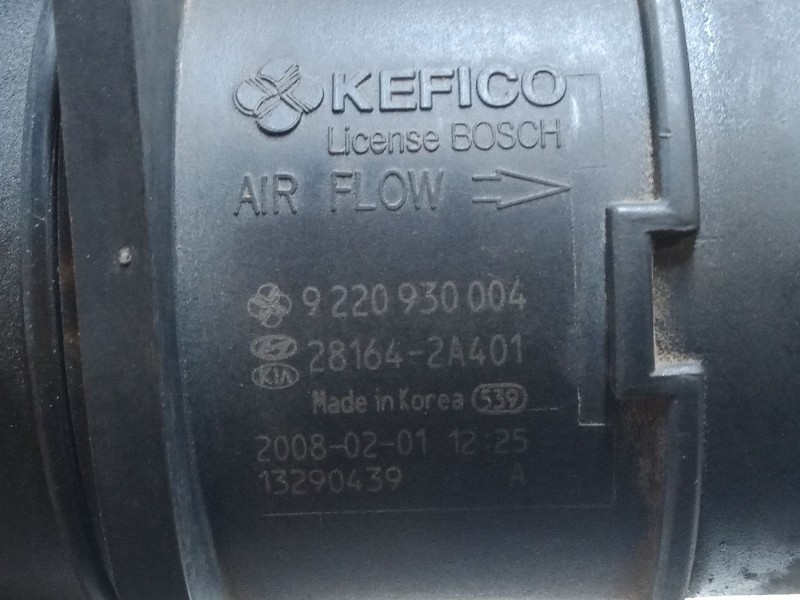 KEFICO
License BOSCH
AIR FLOW
9 220 930 004
28164-2A401
KIA
Made in Korea 539
2008-02-01 12:25
13290439 A